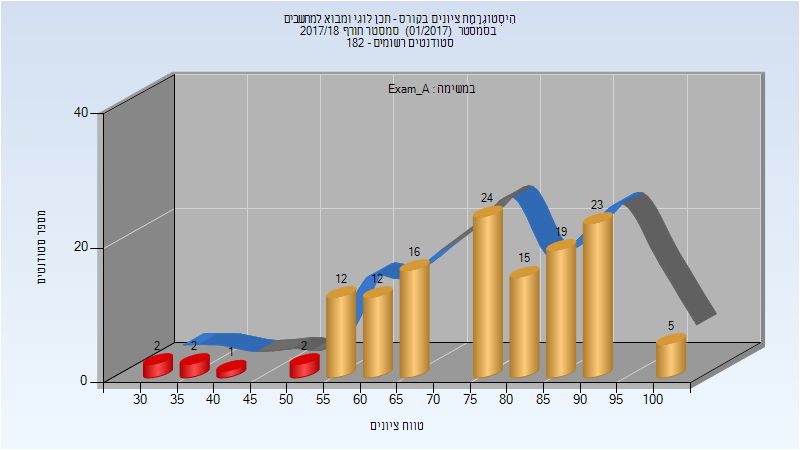 היסטוגרמת ציונים בקורס - תכן לוגי ומבוא למחשבים
בסמסטר (01/2017) סמסטר חורף 2017/18
סטודנטים רשומים - 182
במשימה : Exam_A
מספר סטודנטים
40
20
0
2
2
1
2
12
12
16
24
15
19
23
5
30 35 40 45 50 55 60 65 70 75 80 85 90 95 100
טווח ציונים